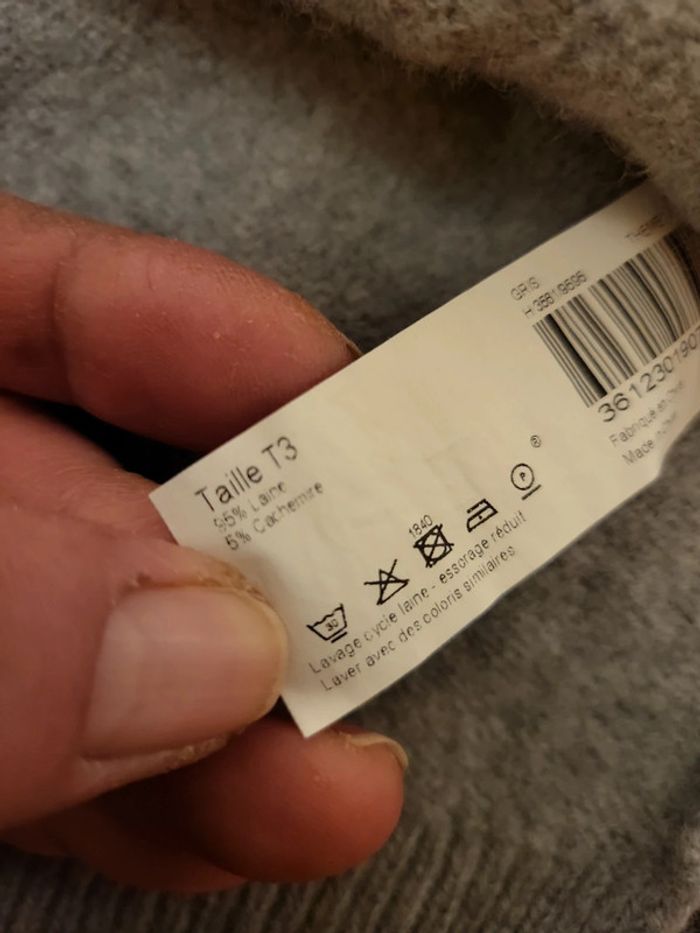 Taille T3
95% Laine
5% Cachemire
30
1840
P
®
Lavage cycle laine - essorage réduit
Laver avec des coloris similaires
GRIS
361230190
Fabriqué en
Made in